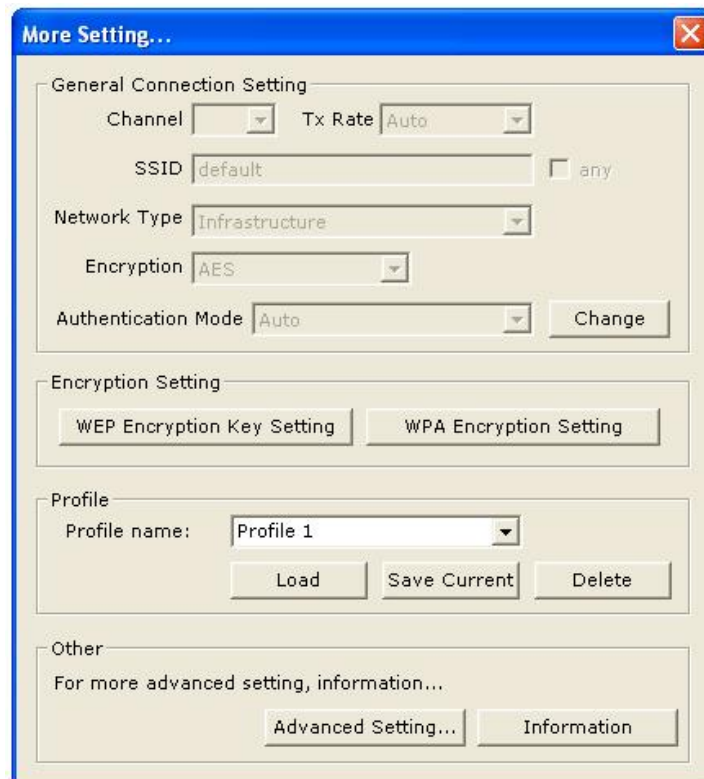 More Setting...
General Connection Setting
Channel Tx Rate Auto
SSID default any
Network Type Infrastructure
Encryption AES
Authentication Mode Auto Change
Encryption Setting
WEP Encryption Key Setting WPA Encryption Setting
Profile
Profile name: Profile 1
Load Save Current Delete
Other
For more advanced setting, information...
Advanced Setting... Information